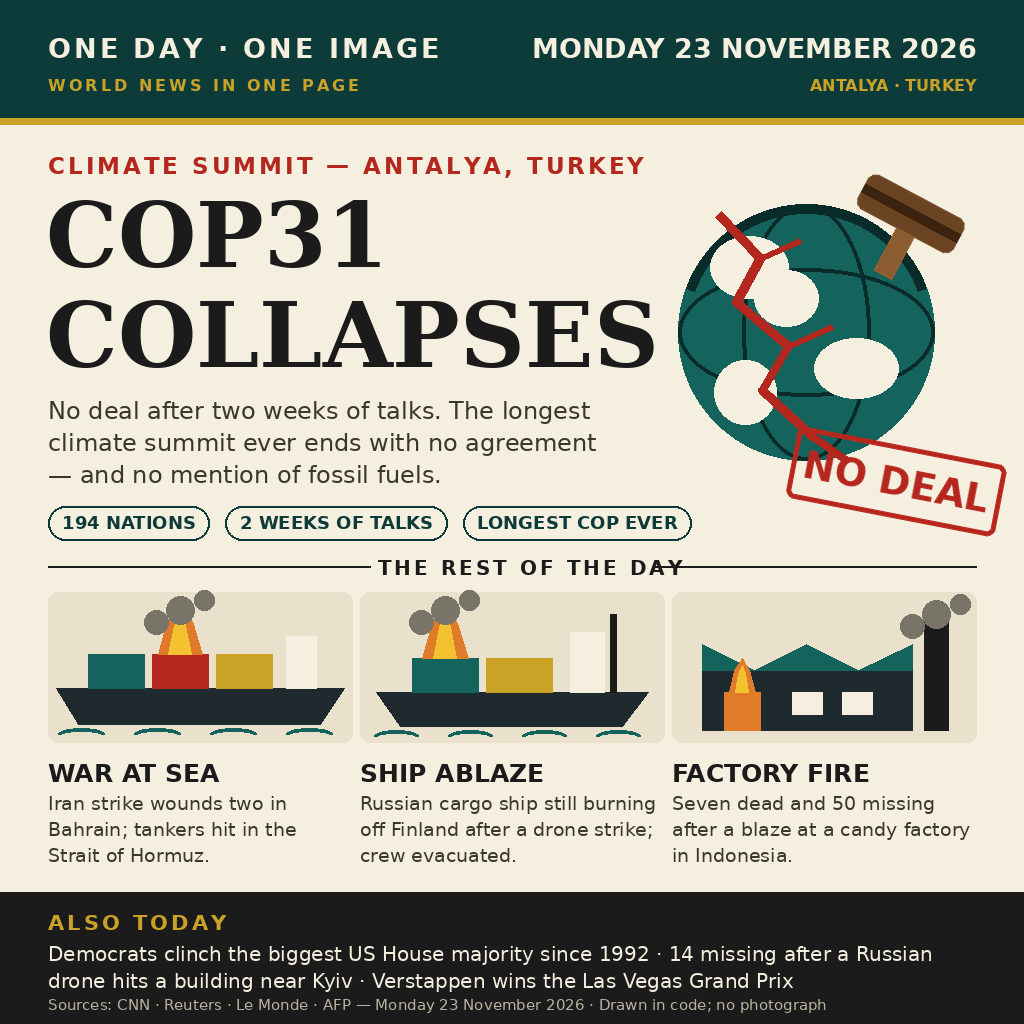 ONE DAY · ONE IMAGE
MONDAY 23 NOVEMBER 2026
WORLD NEWS IN ONE PAGE
ANTALYA · TURKEY
CLIMATE SUMMIT — ANTALYA, TURKEY
COP31
COLLAPSES
No deal after two weeks of talks. The longest
climate summit ever ends with no agreement
— and no mention of fossil fuels.
NO DEAL
194 NATIONS
2 WEEKS OF TALKS
LONGEST COP EVER
THE REST OF THE DAY
WAR AT SEA
Iran strike wounds two in
Bahrain; tankers hit in the
Strait of Hormuz.
SHIP ABLAZE
Russian cargo ship still burning
off Finland after a drone strike;
crew evacuated.
FACTORY FIRE
Seven dead and 50 missing
after a blaze at a candy factory
in Indonesia.
ALSO TODAY
Democrats clinch the biggest US House majority since 1992 · 14 missing after a Russian
drone hits a building near Kyiv · Verstappen wins the Las Vegas Grand Prix
Sources: CNN · Reuters · Le Monde · AFP — Monday 23 November 2026 · Drawn in code; no photograph